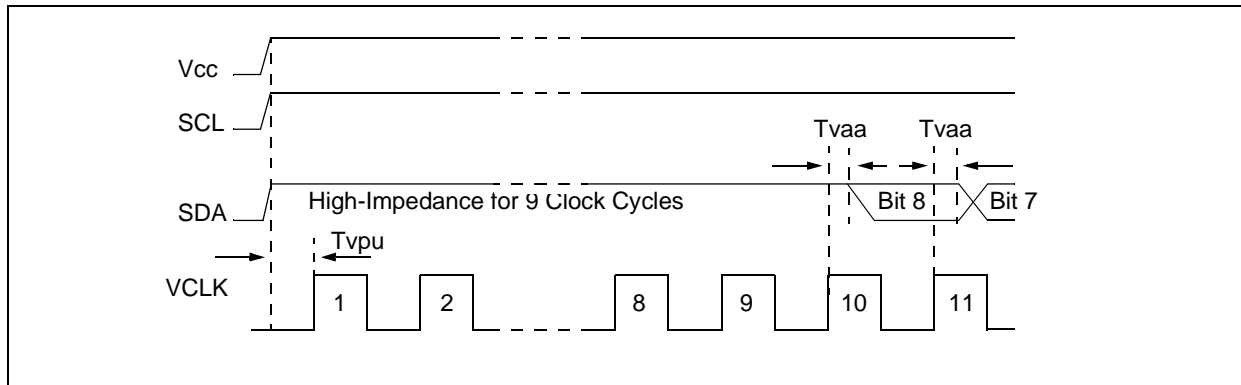 Vcc
SCL
Tvaa Tvaa
SDA High-Impedance for 9 Clock Cycles Bit 8 Bit 7
Tvpu
VCLK
1 2 8 9 10 11